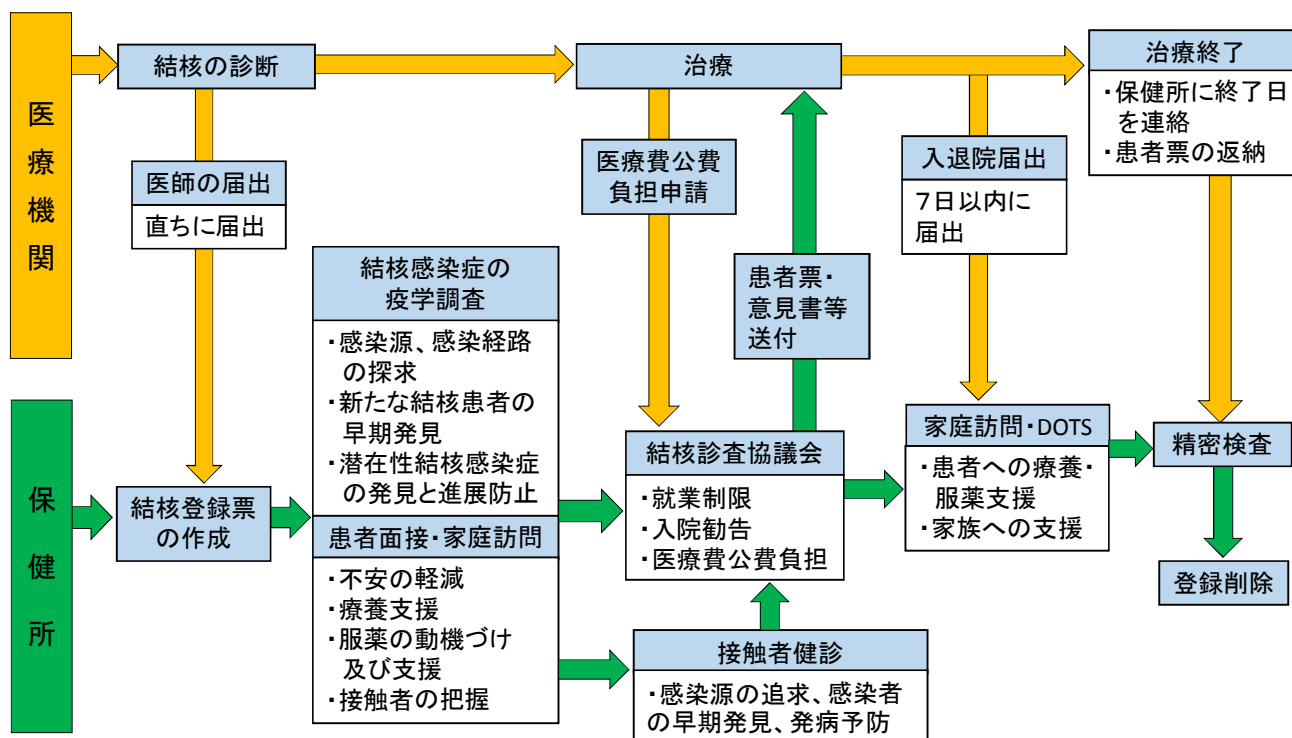 医療機関
結核の診断
治療
治療終了
・保健所に終了日
を連絡
・患者票の返納
医師の届出
直ちに届出
医療費公費
負担申請
入退院届出
7日以内に
届出
患者票・
意見書等
送付
保健所
結核登録票
の作成
結核感染症の
疫学調査
・感染源、感染経路
の探求
・新たな結核患者の
早期発見
・潜在性結核感染症
の発見と進展防止
患者面接・家庭訪問
・不安の軽減
・療養支援
・服薬の動機づけ
及び支援
・接触者の把握
結核診査協議会
・就業制限
・入院勧告
・医療費公費負担
接触者健診
・感染源の追求、感染者
の早期発見、発病予防
家庭訪問・DOTS
・患者への療養・
服薬支援
・家族への支援
精密検査
登録削除